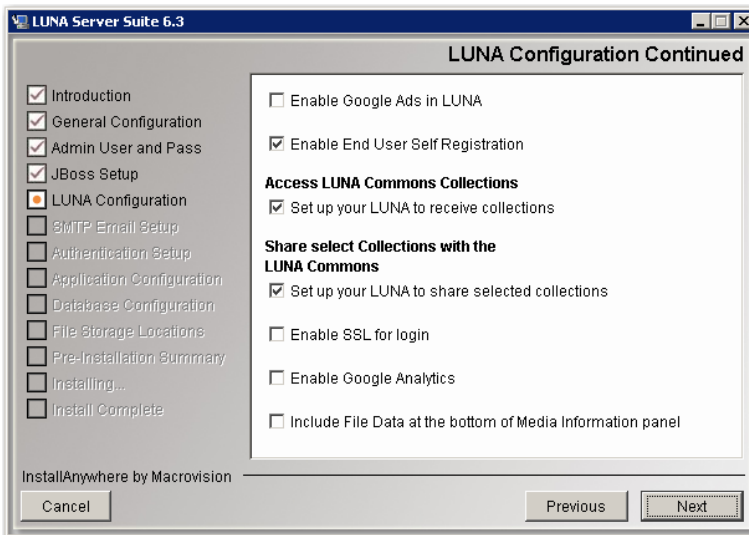 LUNA Server Suite 6.3
LUNA Configuration Continued
Introduction
General Configuration
Admin User and Pass
JBoss Setup
LUNA Configuration
SMTP Email Setup
Authentication Setup
Application Configuration
Database Configuration
File Storage Locations
Pre-Installation Summary
Installing...
Install Complete
Enable Google Ads in LUNA
Enable End User Self Registration
Access LUNA Commons Collections
Set up your LUNA to receive collections
Share select Collections with the
LUNA Commons
Set up your LUNA to share selected collections
Enable SSL for login
Enable Google Analytics
Include File Data at the bottom of Media Information panel
InstallAnywhere by Macrovision
Cancel
Previous
Next